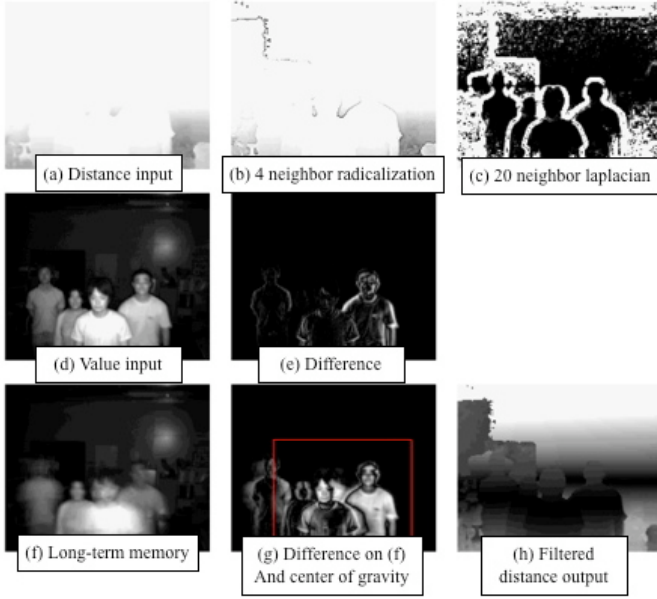 (a) Distance input
(b) 4 neighbor radicalization
(c) 20 neighbor laplacian
(d) Value input
(e) Difference
(f) Long-term memory
(g) Difference on (f)
And center of gravity
(h) Filtered
distance output